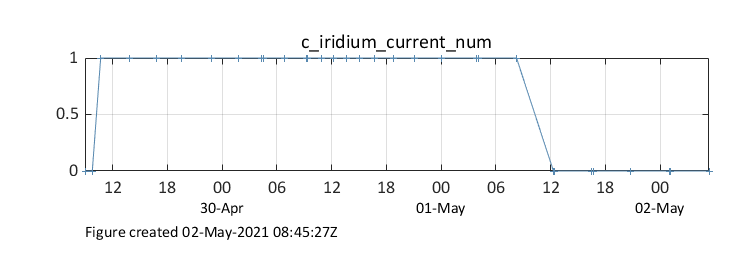 c_iridium_current_num
1
0.5
0
12 18 00 06 12 18 00 06 12 18 00
30-Apr 01-May 02-May
Figure created 02-May-2021 08:45:27Z